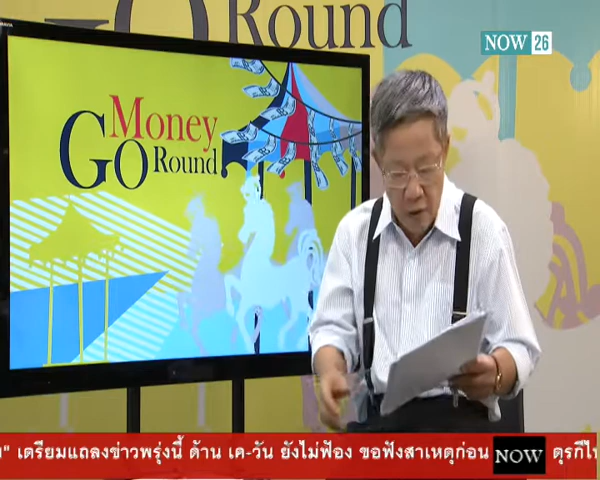 Money
GO Round
Round
NOW 26
" เตรียมแถลงข่าวพรุ่งนี้ ด้าน เค-วัน ยังไม่ฟ้อง ขอฟังสาเหตุก่อน NOW